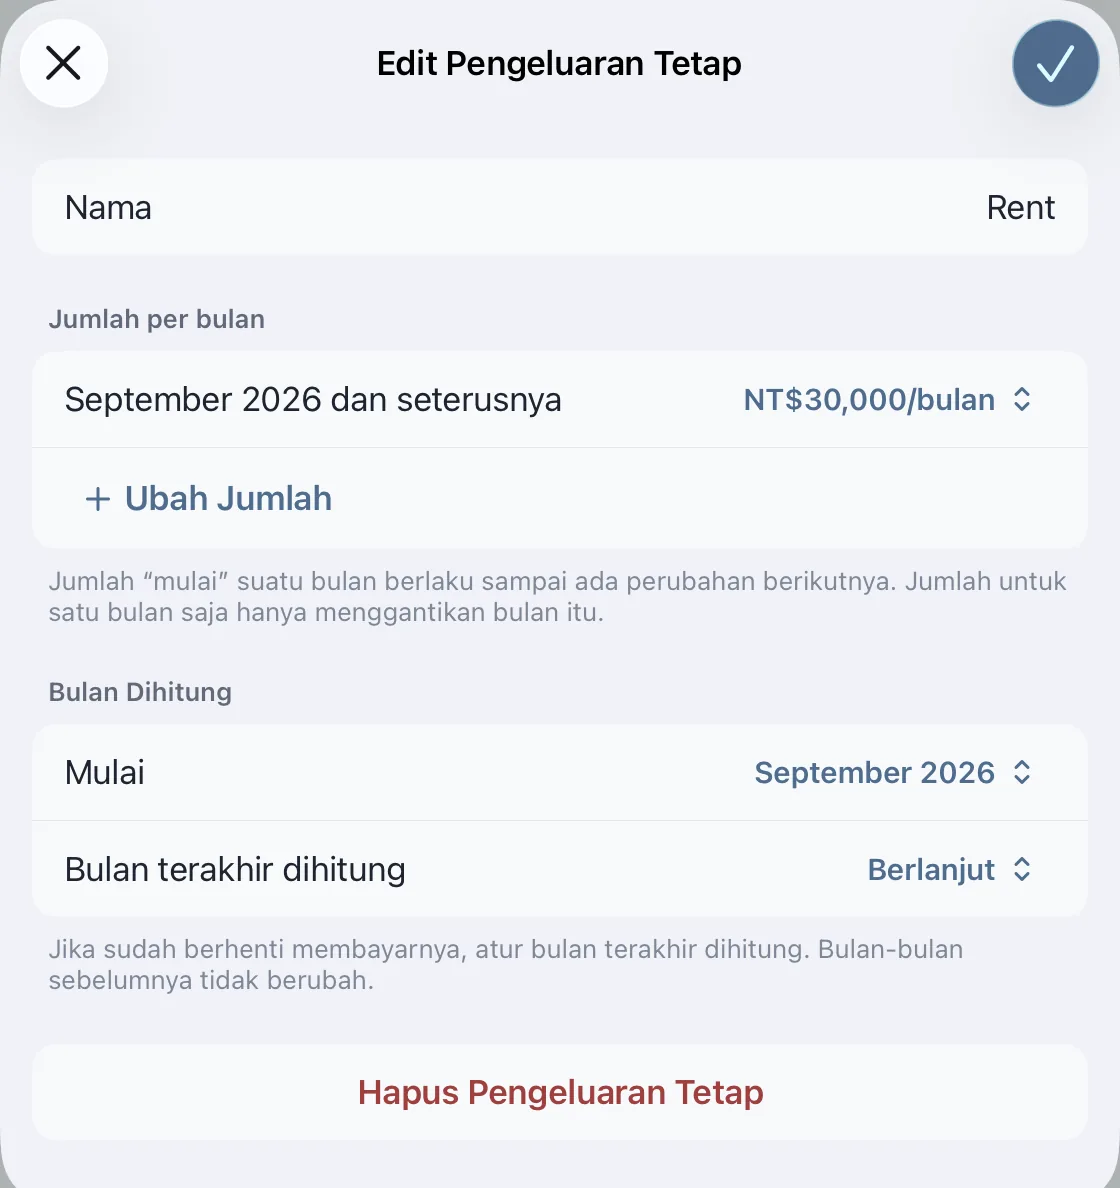 Edit Pengeluaran Tetap
Nama
Rent
Jumlah per bulan
September 2026 dan seterusnya
NT$30,000/bulan
+ Ubah Jumlah
Jumlah “mulai” suatu bulan berlaku sampai ada perubahan berikutnya. Jumlah untuk
satu bulan saja hanya menggantikan bulan itu.
Bulan Dihitung
Mulai
September 2026
Bulan terakhir dihitung
Berlanjut
Jika sudah berhenti membayarnya, atur bulan terakhir dihitung. Bulan-bulan
sebelumnya tidak berubah.
Hapus Pengeluaran Tetap